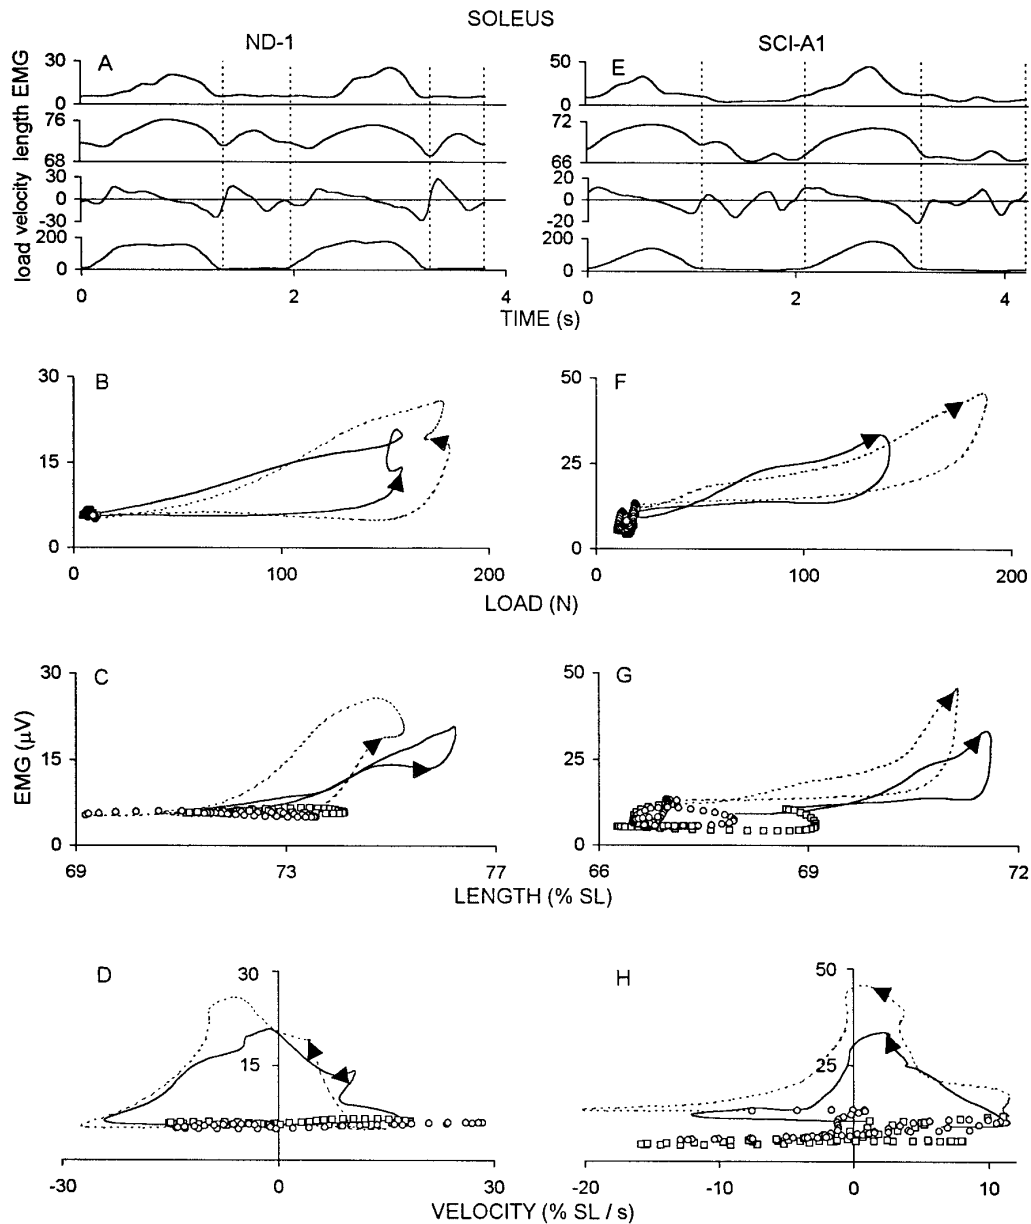 SOLEUS
ND-1 SCI-A1
A E
load velocity length EMG
30 0 50 0
76 68 72 66
30 0 -30 20 0 -20
200 0 200 0
0 2 4 0 2 4
TIME (s)
B F
30 15 0 50 25 0
0 100 200 0 100 200
LOAD (N)
C G
EMG (μV)
30 15 0 50 25 0
69 73 77 66 69 72
LENGTH (% SL)
D H
30 15 50 25
-30 0 30 -20 -10 0 10
VELOCITY (% SL / s)